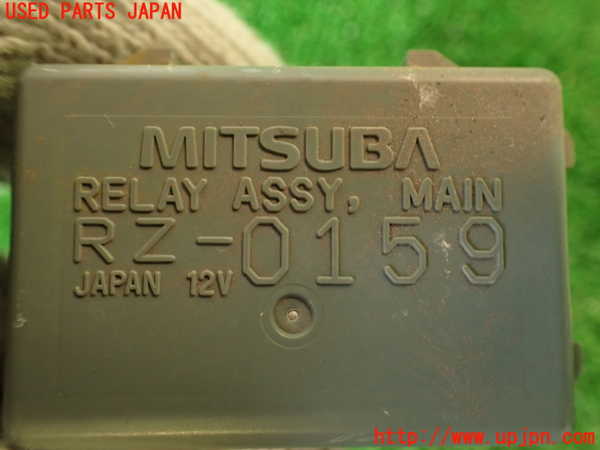 USED PARTS JAPAN
MITSUBA
RELAY ASSY, MAIN
RZ-0159
JAPAN 12V
http://www.upjpn.com